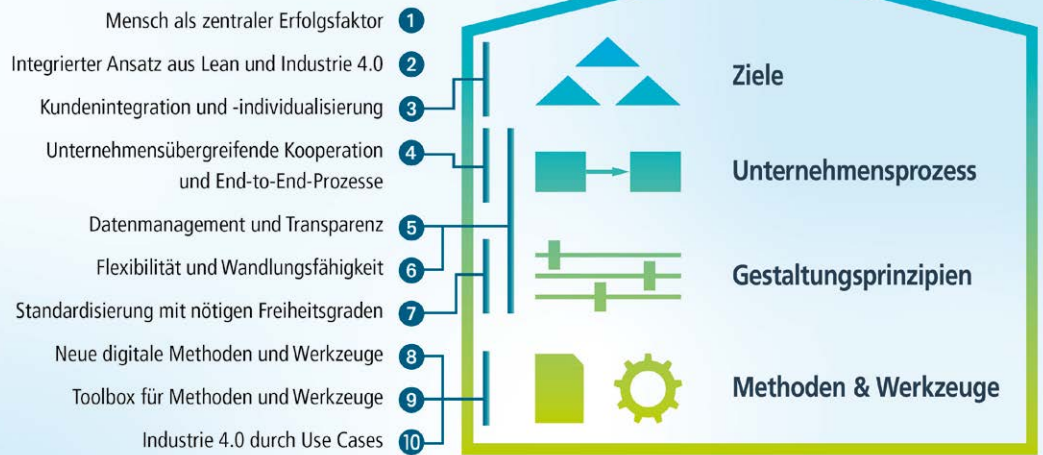 Mensch als zentraler Erfolgsfaktor 1
Integrierter Ansatz aus Lean und Industrie 4.0 2
Kundenintegration und -individualisierung 3
Unternehmensübergreifende Kooperation 4
und End-to-End-Prozesse
Datenmanagement und Transparenz 5
Flexibilität und Wandlungsfähigkeit 6
Standardisierung mit nötigen Freiheitsgraden 7
Neue digitale Methoden und Werkzeuge 8
Toolbox für Methoden und Werkzeuge 9
Industrie 4.0 durch Use Cases 10
Ziele
Unternehmensprozess
Gestaltungsprinzipien
Methoden & Werkzeuge